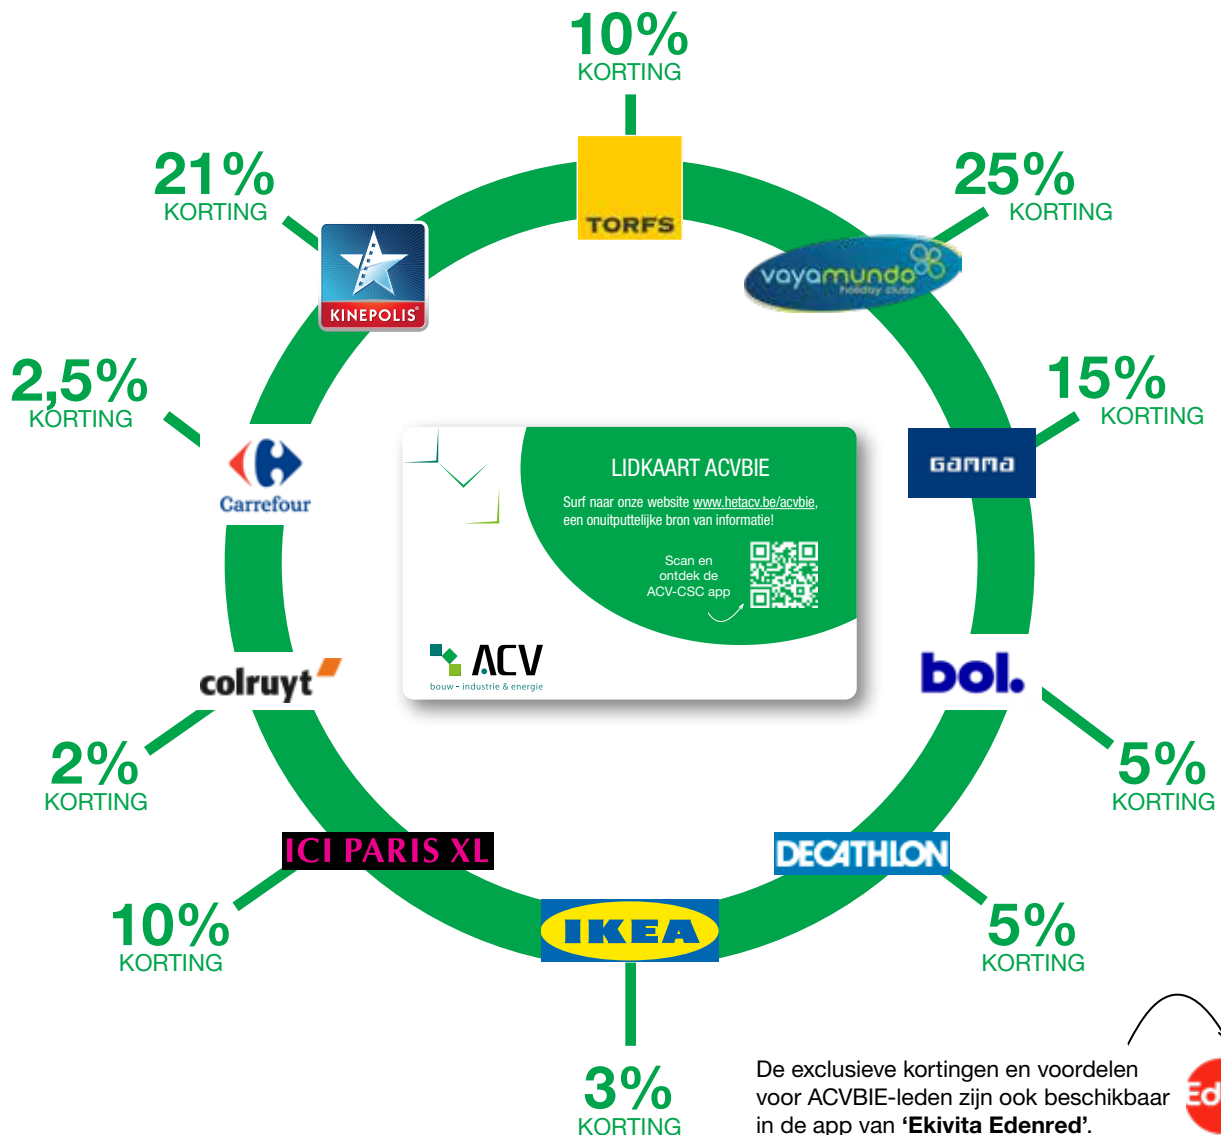 10%
KORTING
TORFS
21%
KORTING
KINEPOLIS®
25%
KORTING
vayamundo
holiday clubs
2,5%
KORTING
Carrefour
15%
KORTING
GAMMA
LIDKAART ACVBIE
Surf naar onze website www.hetacv.be/acvbie,
een onuitputtelijke bron van informatie!
Scan en
ontdek de
ACV-CSC app
ACV
bouw - industrie & energie
colruyt
2%
KORTING
bol.
5%
KORTING
ICI PARIS XL
10%
KORTING
DECATHLON
5%
KORTING
IKEA
3%
KORTING
De exclusieve kortingen en voordelen
voor ACVBIE-leden zijn ook beschikbaar
in de app van ‘Ekivita Edenred’.
Ed